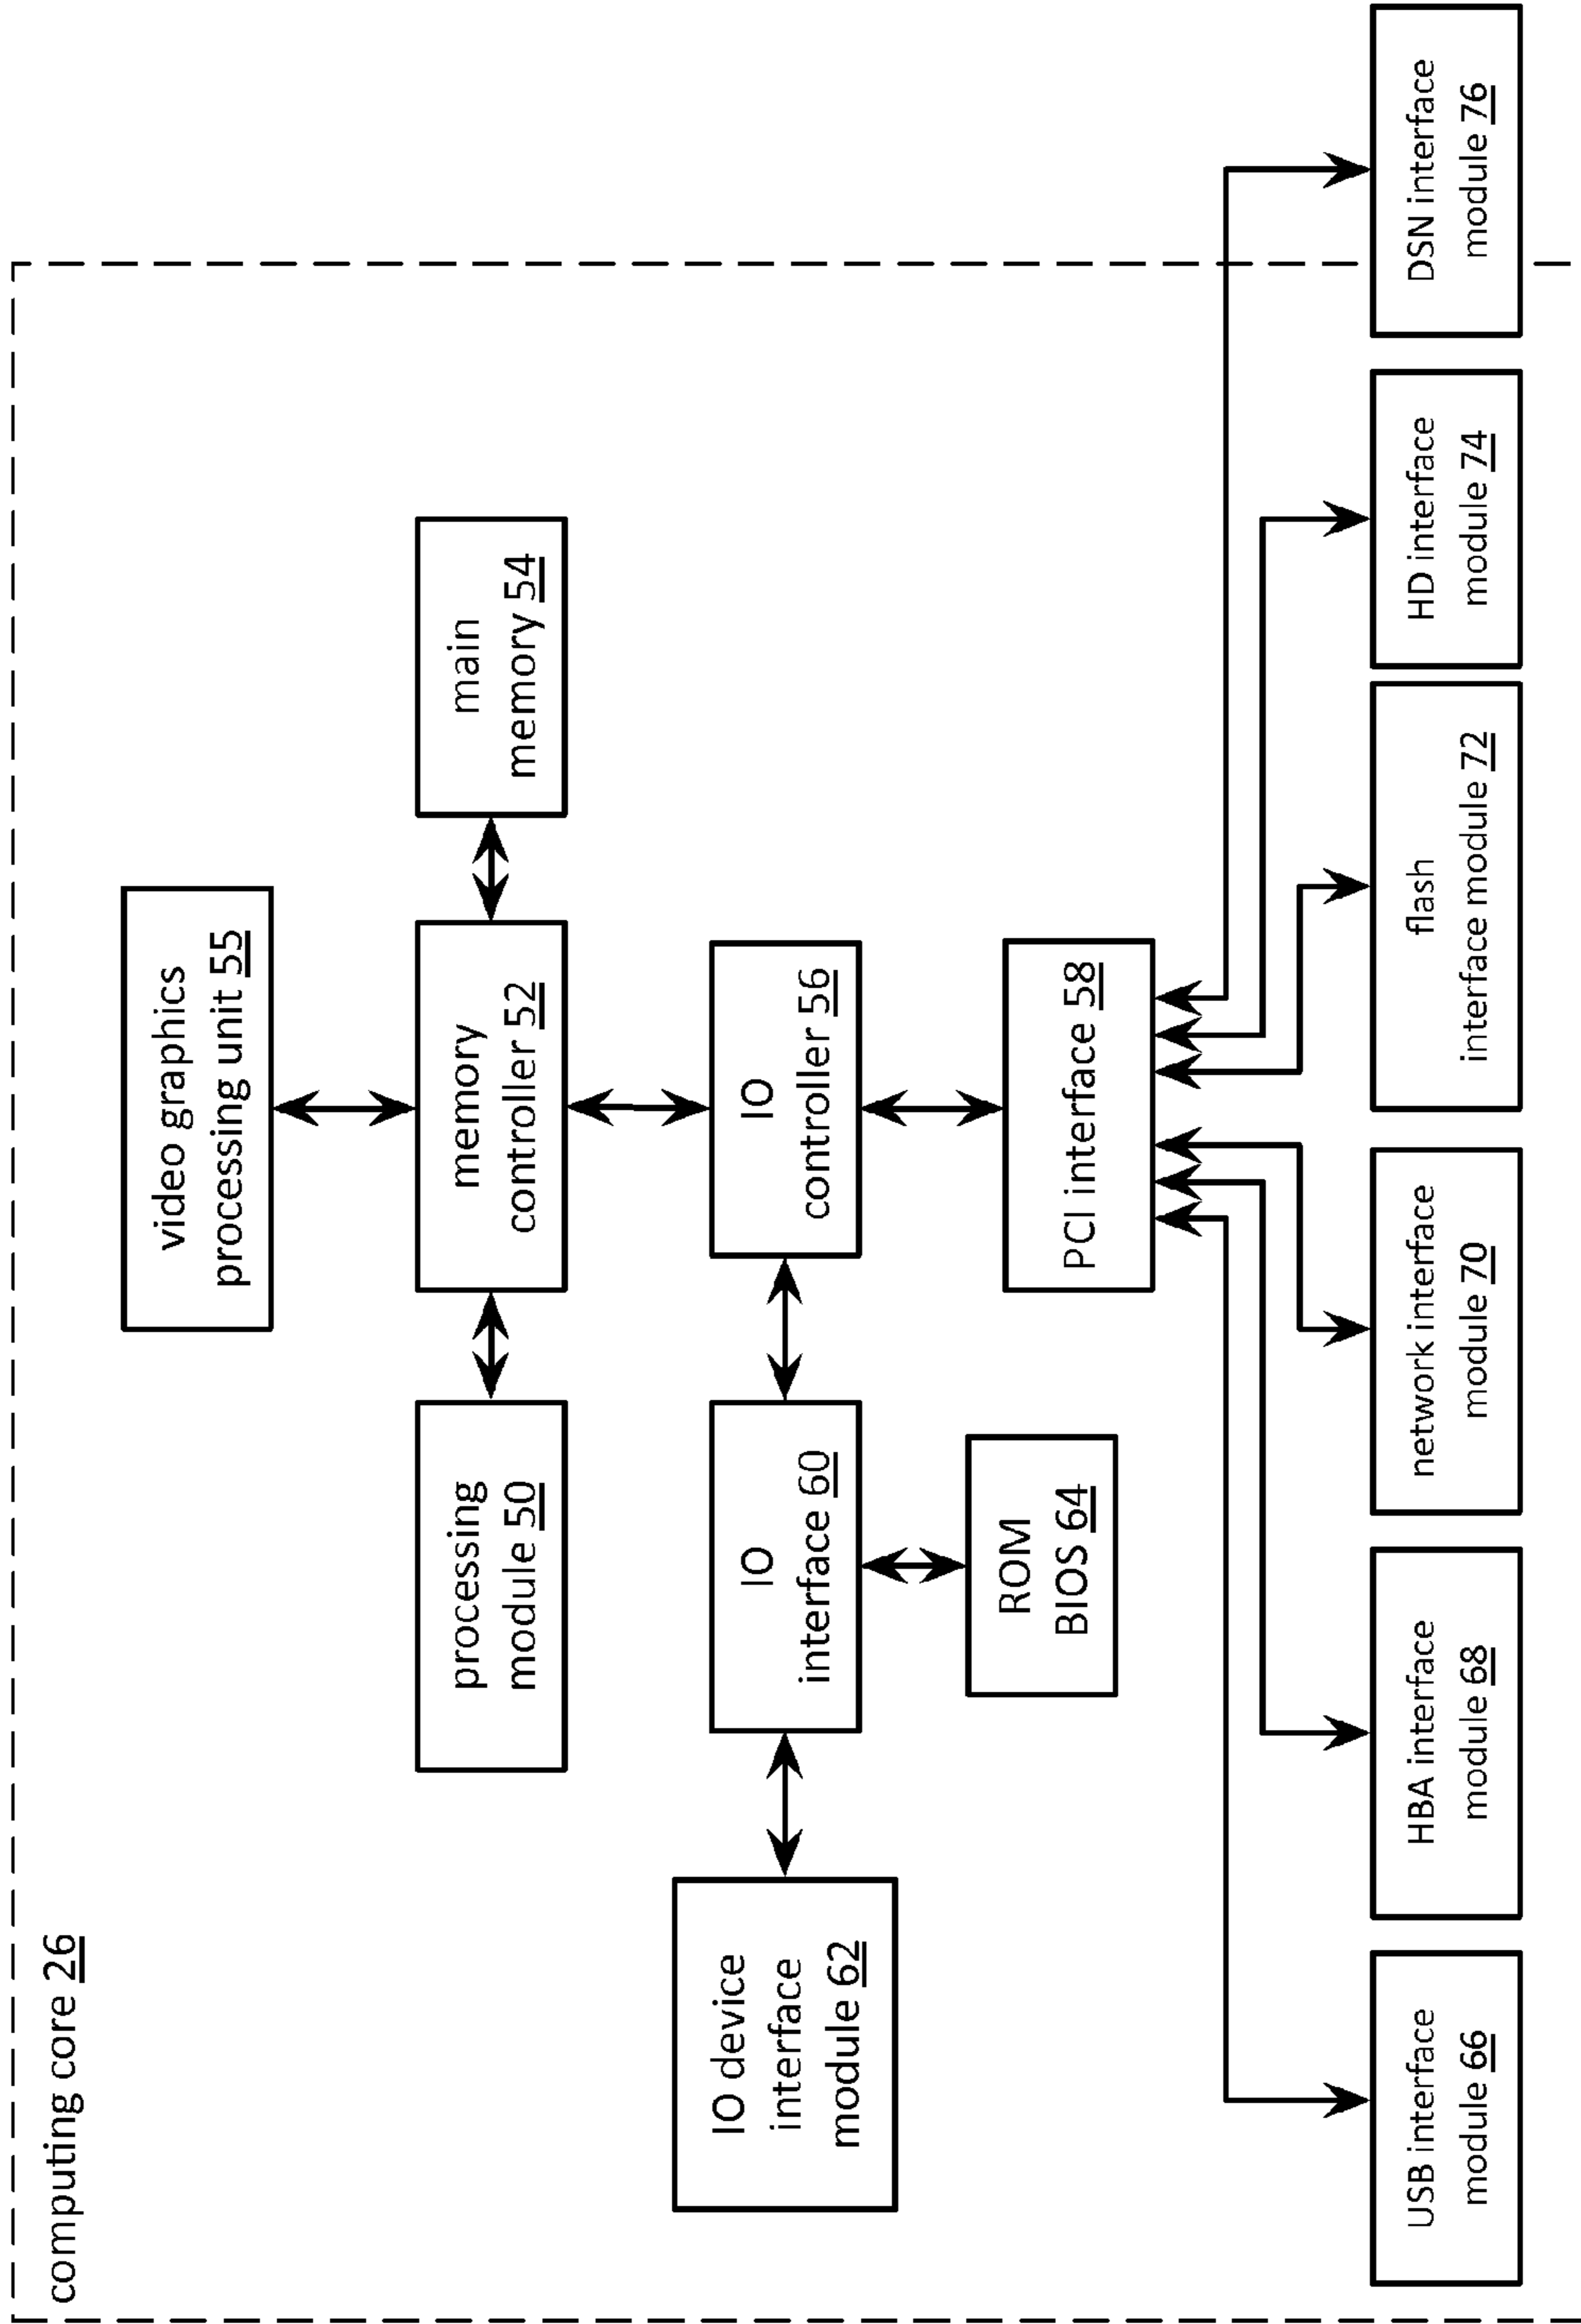 computing core 26
video graphics
processing unit 55
processing
module 50
memory
controller 52
main
memory 54
IO device
interface
module 62
IO
interface 60
IO
controller 56
ROM
BIOS 64
PCI interface 58
USB interface
module 66
HBA interface
module 68
network interface
module 70
flash
interface module 72
HD interface
module 74
DSN interface
module 76